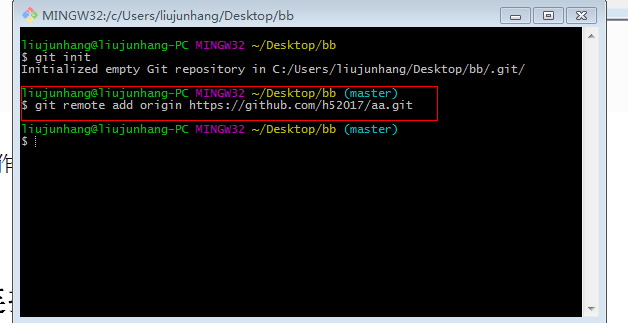 MINGW32:/c/Users/liujunhang/Desktop/bb
liujunhang@liujunhang-PC MINGW32 ~/Desktop/bb
$ git init
Initialized empty Git repository in C:/Users/liujunhang/Desktop/bb/.git/
liujunhang@liujunhang-PC MINGW32 ~/Desktop/bb (master)
$ git remote add origin https://github.com/h52017/aa.git
liujunhang@liujunhang-PC MINGW32 ~/Desktop/bb (master)
$
作